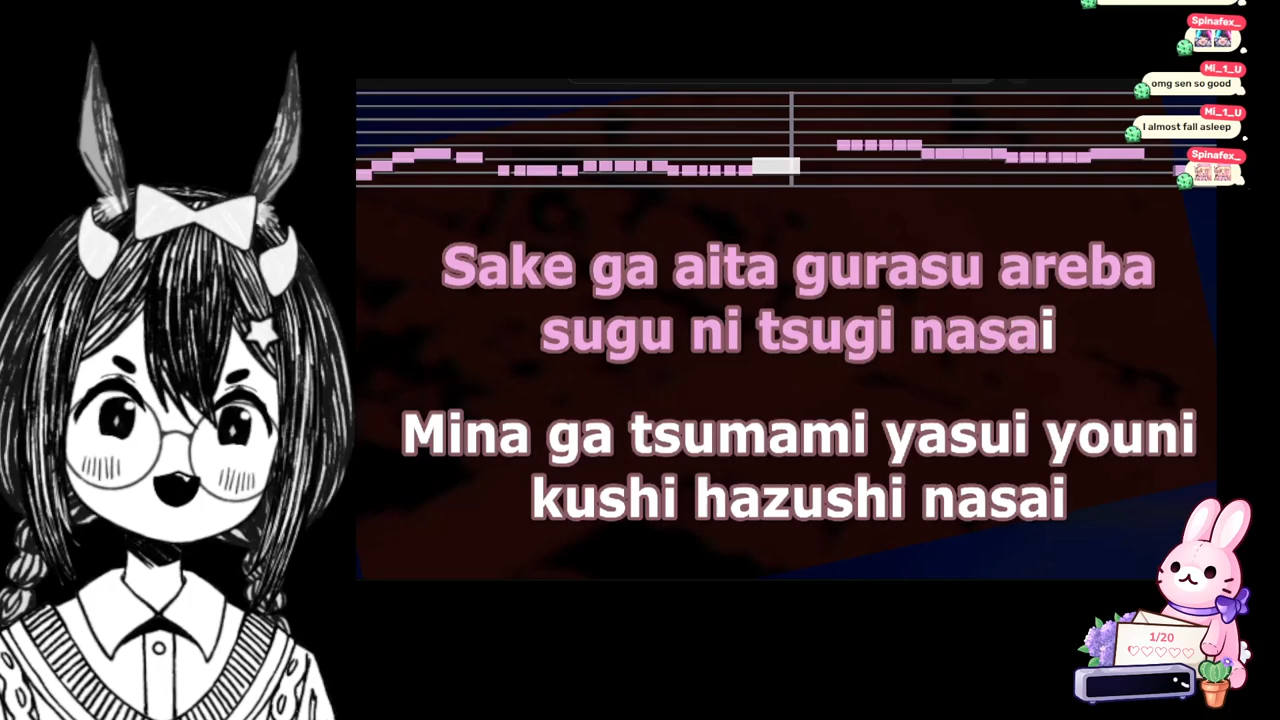 Spinafex_
Mi_1_U
omg sen so good
Mi_1_U
I almost fall asleep
Spinafex_
Sake ga aita gurasu areba
sugu ni tsugi nasai
Mina ga tsumami yasui youni
kushi hazushi nasai
1/20